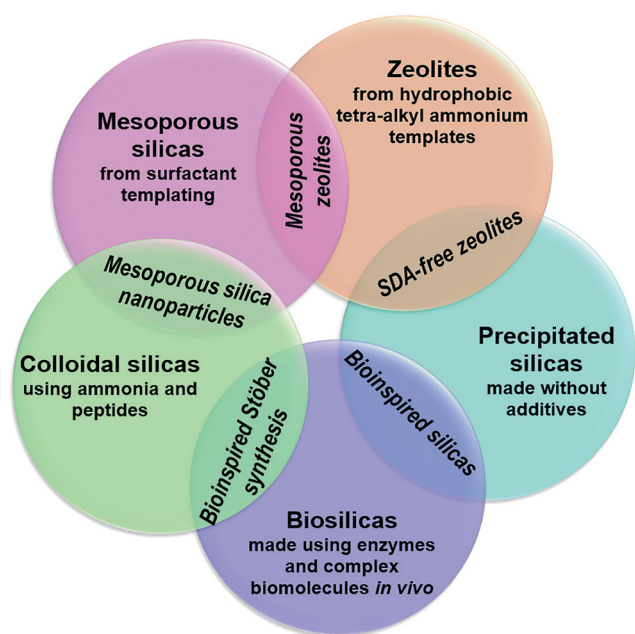 Zeolites
from hydrophobic
tetra-alkyl ammonium
templates
Mesoporous
silicas
from surfactant
templating
Mesoporous
zeolites
SDA-free zeolites
Mesoporous silica
nanoparticles
Precipitated
silicas
made without
additives
Colloidal silicas
using ammonia and
peptides
Bioinspired Stöber
synthesis
Bioinspired silicas
Biosilicas
made using enzymes
and complex
biomolecules in vivo